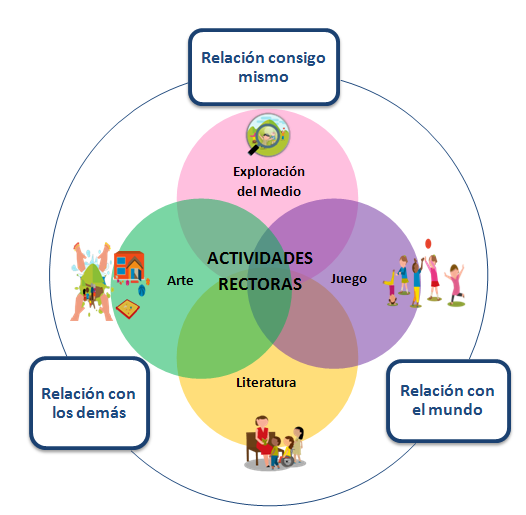 Relación consigo
mismo
Exploración
del Medio
ACTIVIDADES
RECTORAS
Arte
Juego
Literatura
Relación con
los demás
Relación con
el mundo